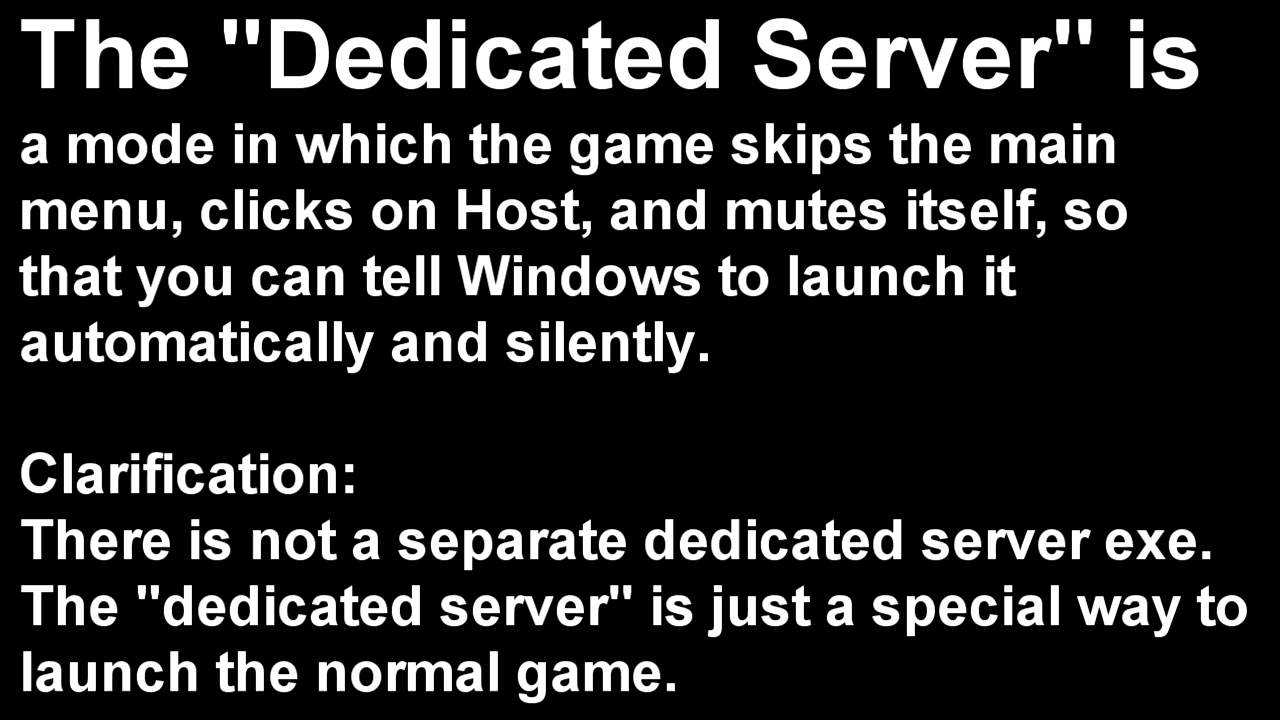 The "Dedicated Server" is
a mode in which the game skips the main
menu, clicks on Host, and mutes itself, so
that you can tell Windows to launch it
automatically and silently.
Clarification:
There is not a separate dedicated server exe.
The "dedicated server" is just a special way to
launch the normal game.